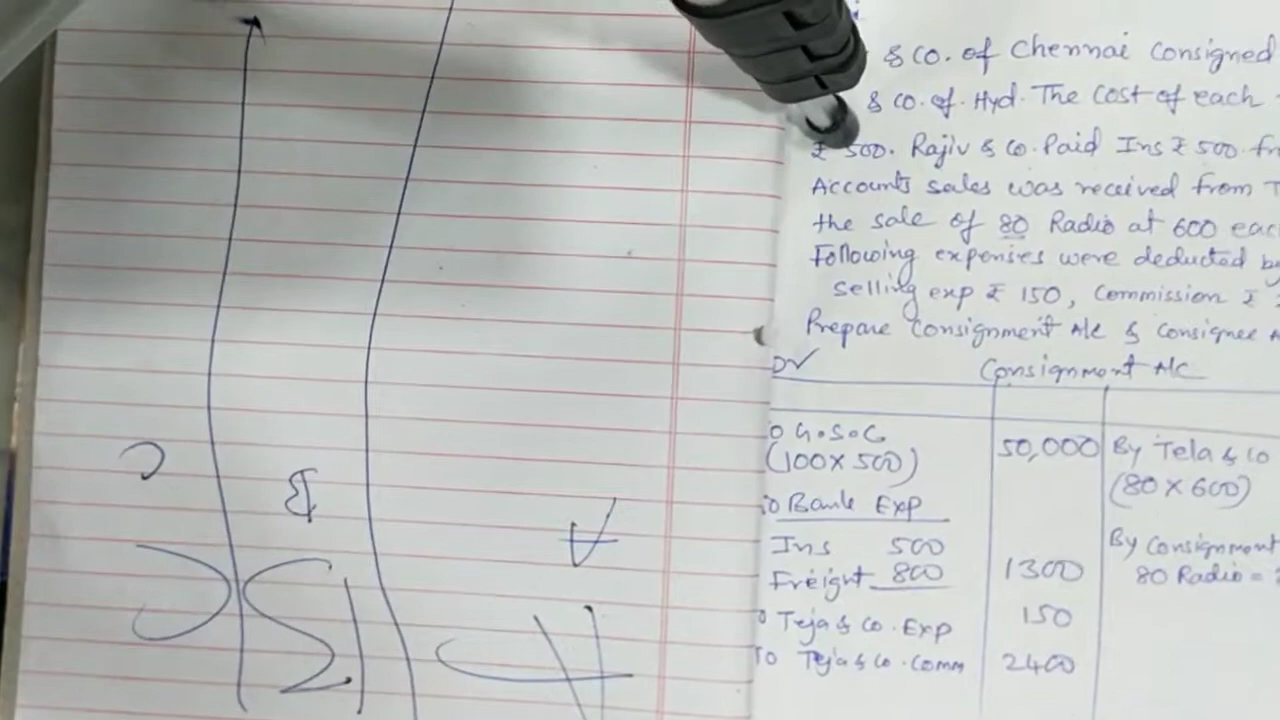 & Co. of Chennai Consigned
& Co. of. Hyd. The Cost of each
₹ 500. Rajiv & Co. Paid Ins ₹ 500.
Accounts sales was received from
the sale of 80 Radio at 600
Following expenses were deducted
Selling exp ₹ 150, Commission ₹
Prepare Consignment A/c & Consignee
Dr Consignment A/c
o G.S.O.C 50,000 By Tela & Co
(100 x 500) (80 x 600)
o Bank Exp
Ins 500 By Consignment
Freight 800 1300 80 Radio =
o Teja & Co. Exp 150
To Teja & Co. Comm 2400
C
B
A